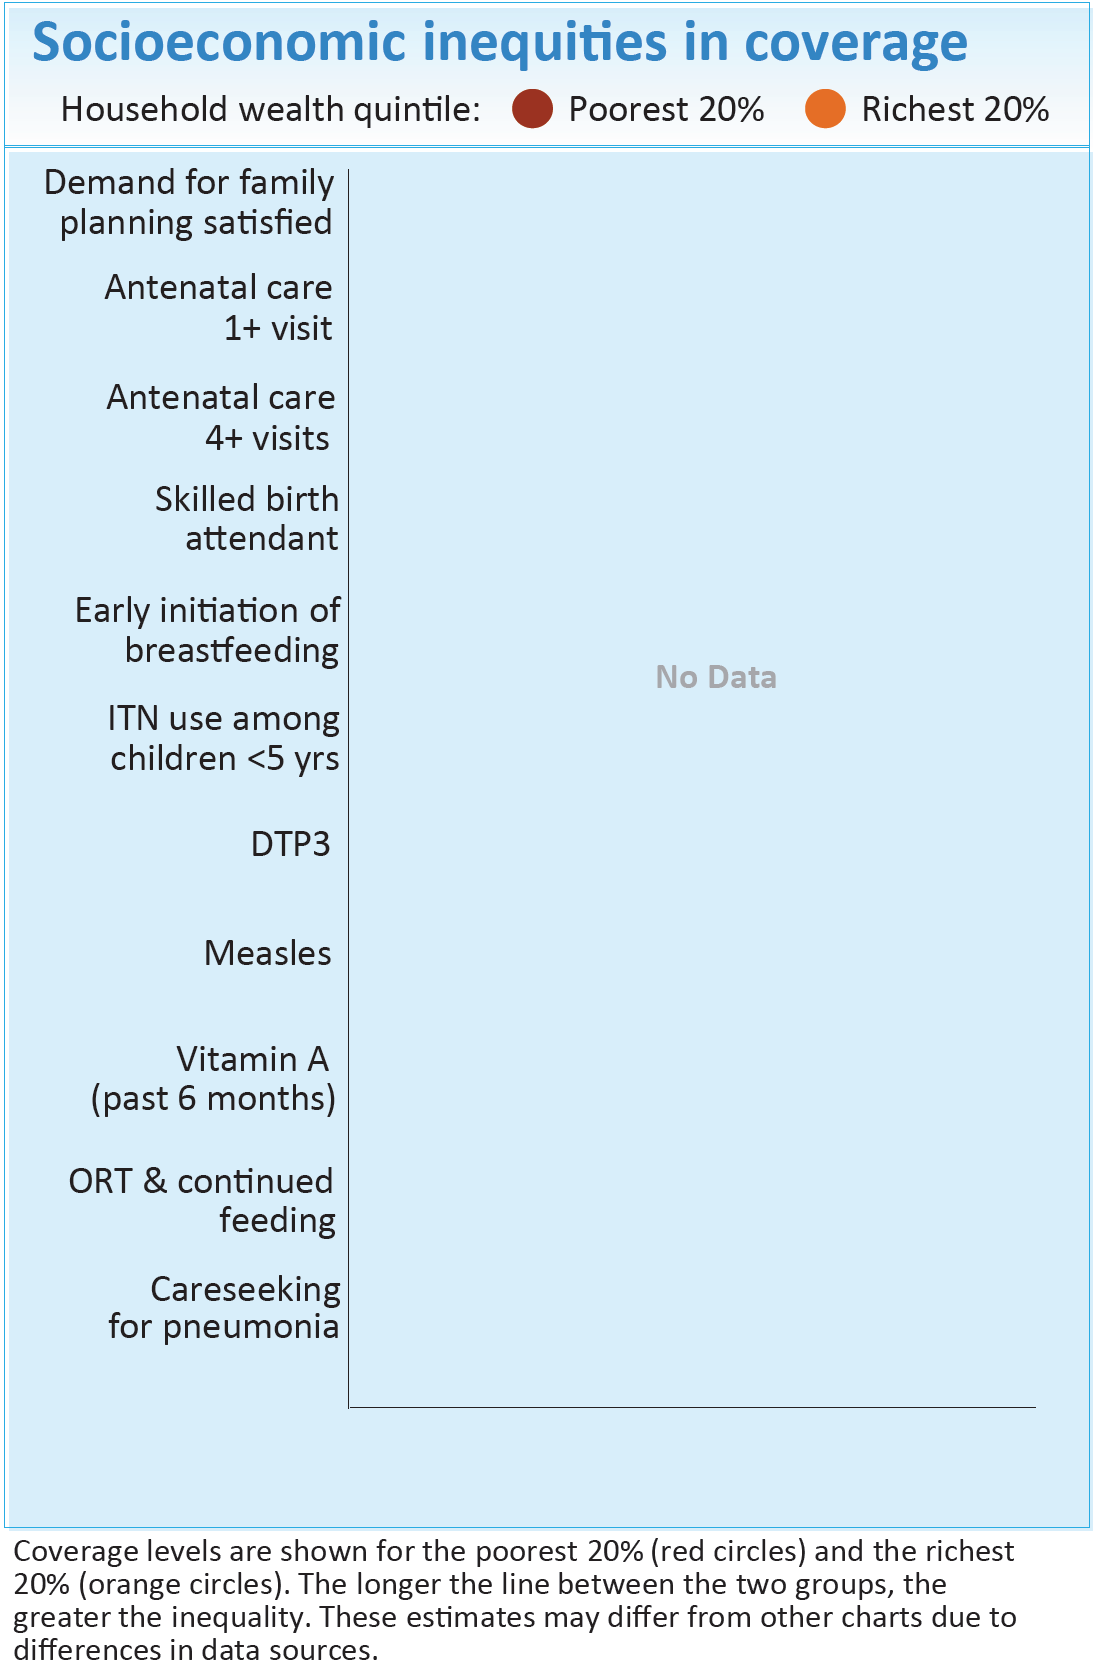 Socioeconomic inequities in coverage
Household wealth quintile: Poorest 20% Richest 20%
Demand for family
planning satisfied
Antenatal care
1+ visit
Antenatal care
4+ visits
Skilled birth
attendant
Early initiation of
breastfeeding
No Data
ITN use among
children <5 yrs
DTP3
Measles
Vitamin A
(past 6 months)
ORT & continued
feeding
Careseeking
for pneumonia
Coverage levels are shown for the poorest 20% (red circles) and the richest
20% (orange circles). The longer the line between the two groups, the
greater the inequality. These estimates may differ from other charts due to
differences in data sources.